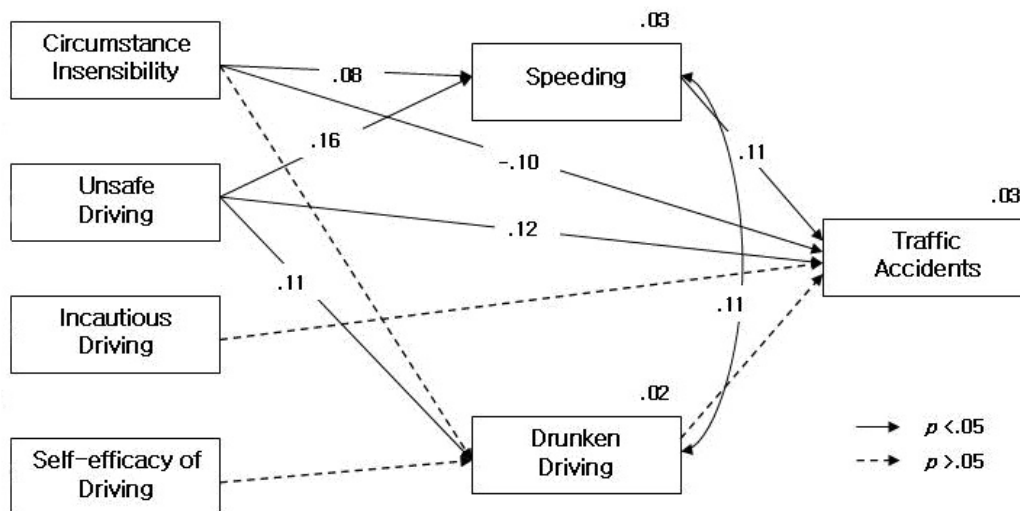 .03
Circumstance
Insensibility
Speeding
.08
.16
.11
-.10
Unsafe
Driving
.03
.12
Traffic
Accidents
.11
Incautious
Driving
.11
.02
Drunken
Driving
Self-efficacy of
Driving
p <.05
p >.05